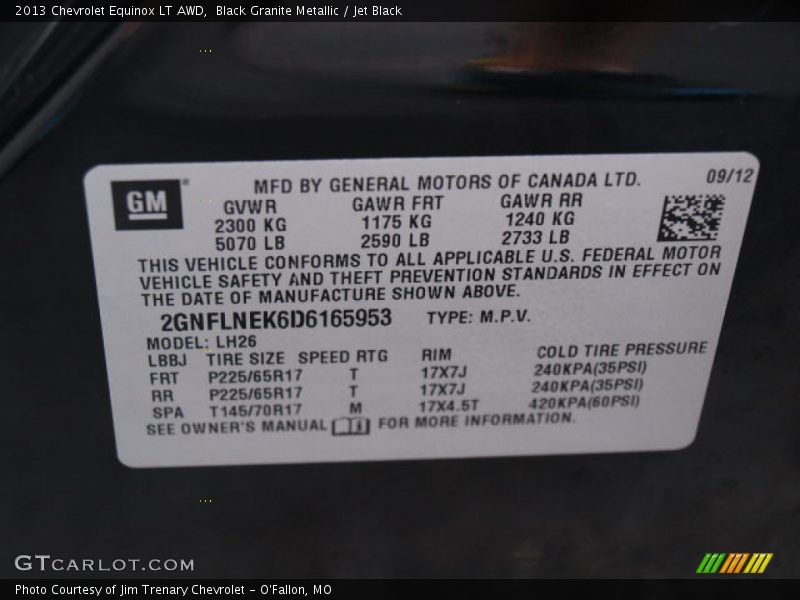 2013 Chevrolet Equinox LT AWD, Black Granite Metallic / Jet Black
GM® MFD BY GENERAL MOTORS OF CANADA LTD. 09/12
GVWR GAWR FRT GAWR RR
2300 KG 1175 KG 1240 KG
5070 LB 2590 LB 2733 LB
THIS VEHICLE CONFORMS TO ALL APPLICABLE U.S. FEDERAL MOTOR
VEHICLE SAFETY AND THEFT PREVENTION STANDARDS IN EFFECT ON
THE DATE OF MANUFACTURE SHOWN ABOVE.
2GNFLNEK6D6165953 TYPE: M.P.V.
MODEL: LH26
LBBJ TIRE SIZE SPEED RTG RIM COLD TIRE PRESSURE
FRT P225/65R17 T 17X7J 240KPA(35PSI)
RR P225/65R17 T 17X7J 240KPA(35PSI)
SPA T145/70R17 M 17X4.5T 420KPA(60PSI)
SEE OWNER'S MANUAL FOR MORE INFORMATION.
GTCARLOT.COM
Photo Courtesy of Jim Trenary Chevrolet - O'Fallon, MO